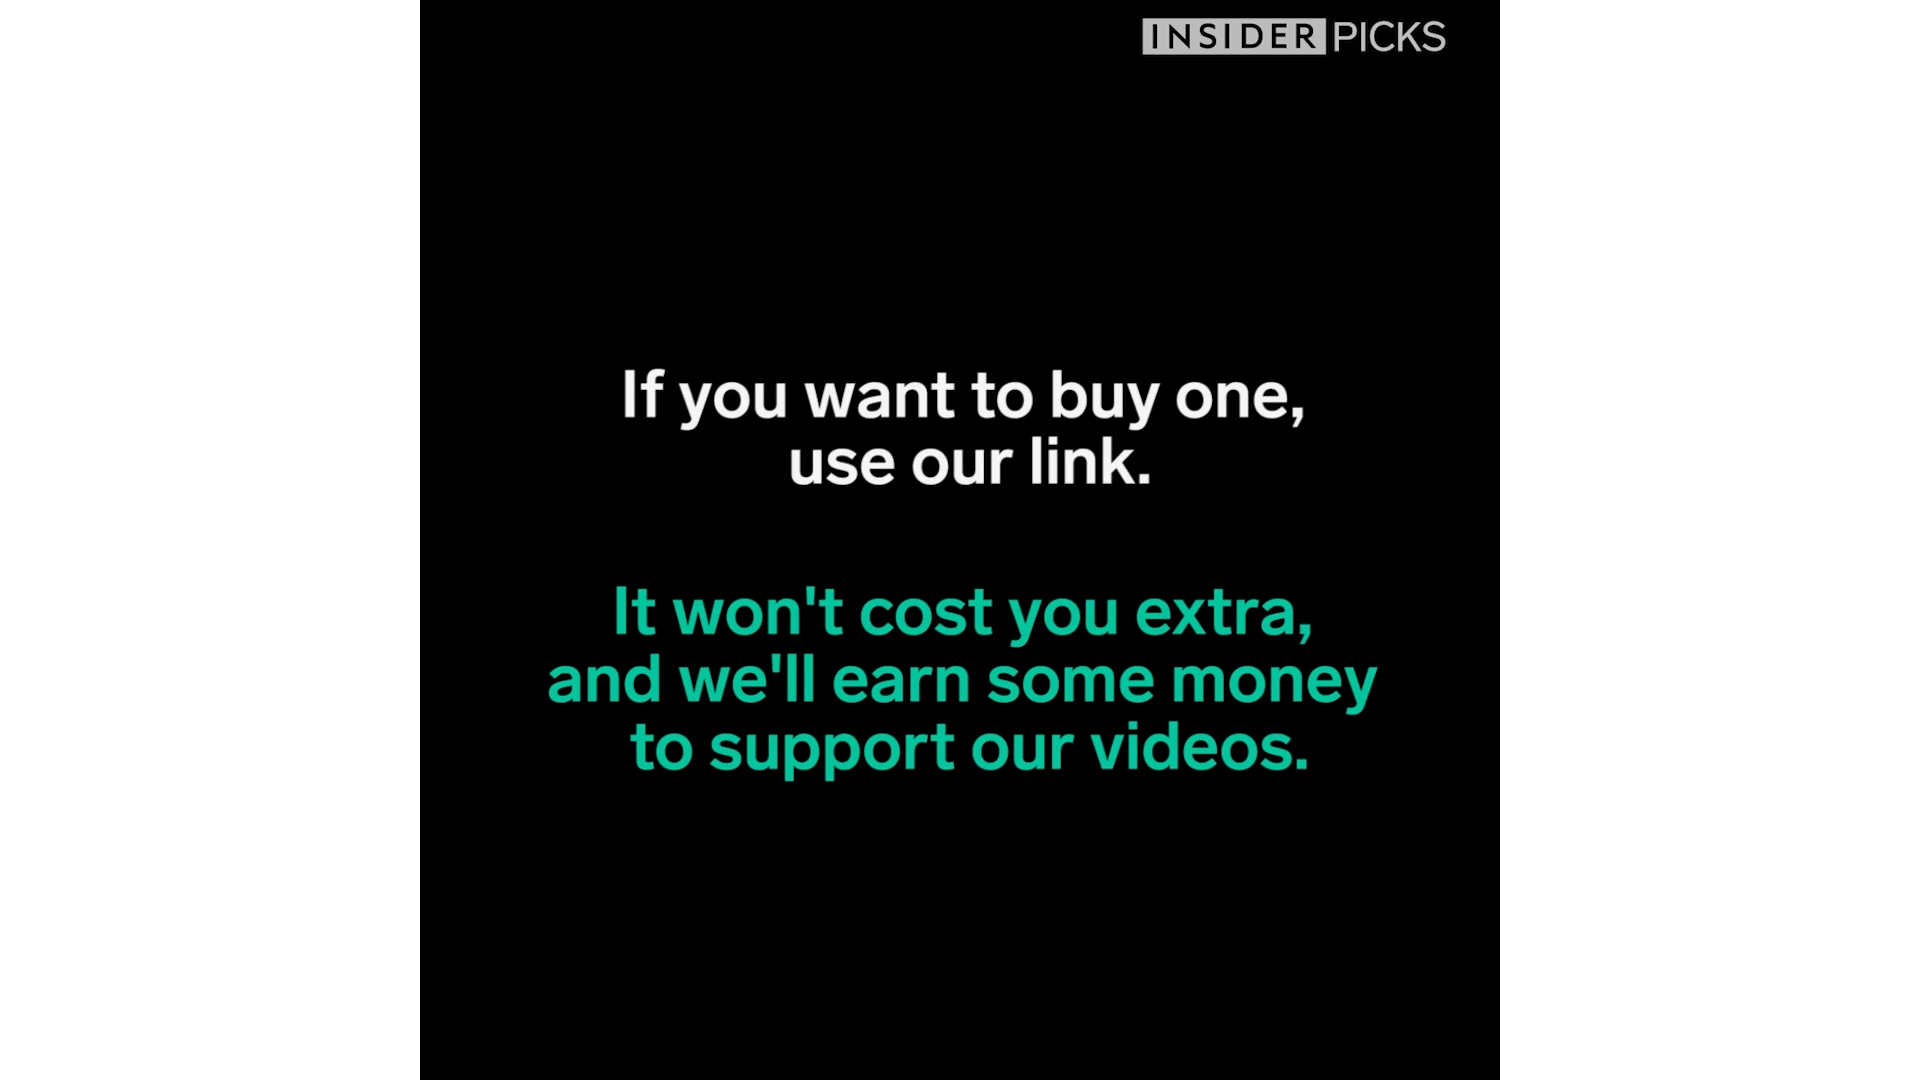 INSIDER PICKS
If you want to buy one,
use our link.
It won't cost you extra,
and we'll earn some money
to support our videos.